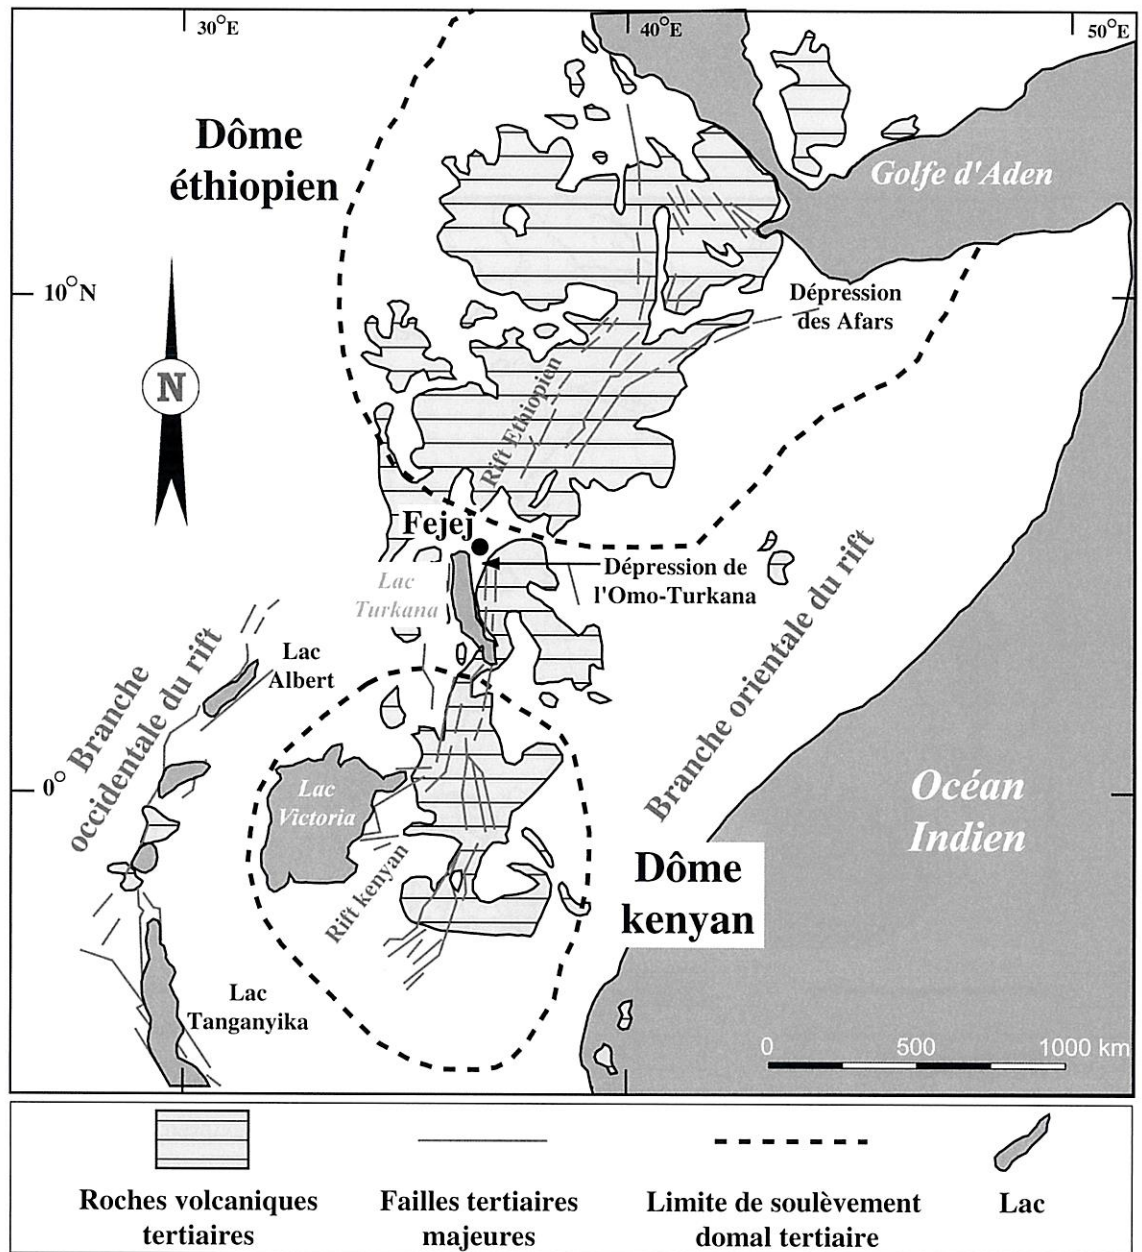 30°E
40°E
50°E
Dôme
éthiopien
Golfe d'Aden
10°N
Dépression
des Afars
N
Rift Ethiopien
Fejej
Lac
Turkana
Dépression de
l'Omo-Turkana
Branche
occidentale du rift
Lac
Albert
Branche orientale du rift
0°
Lac
Victoria
Océan
Indien
Rift kenyan
Dôme
kenyan
Lac
Tanganyika
0 500 1000 km
Roches volcaniques
tertiaires
Failles tertiaires
majeures
Limite de soulèvement
domal tertiaire
Lac